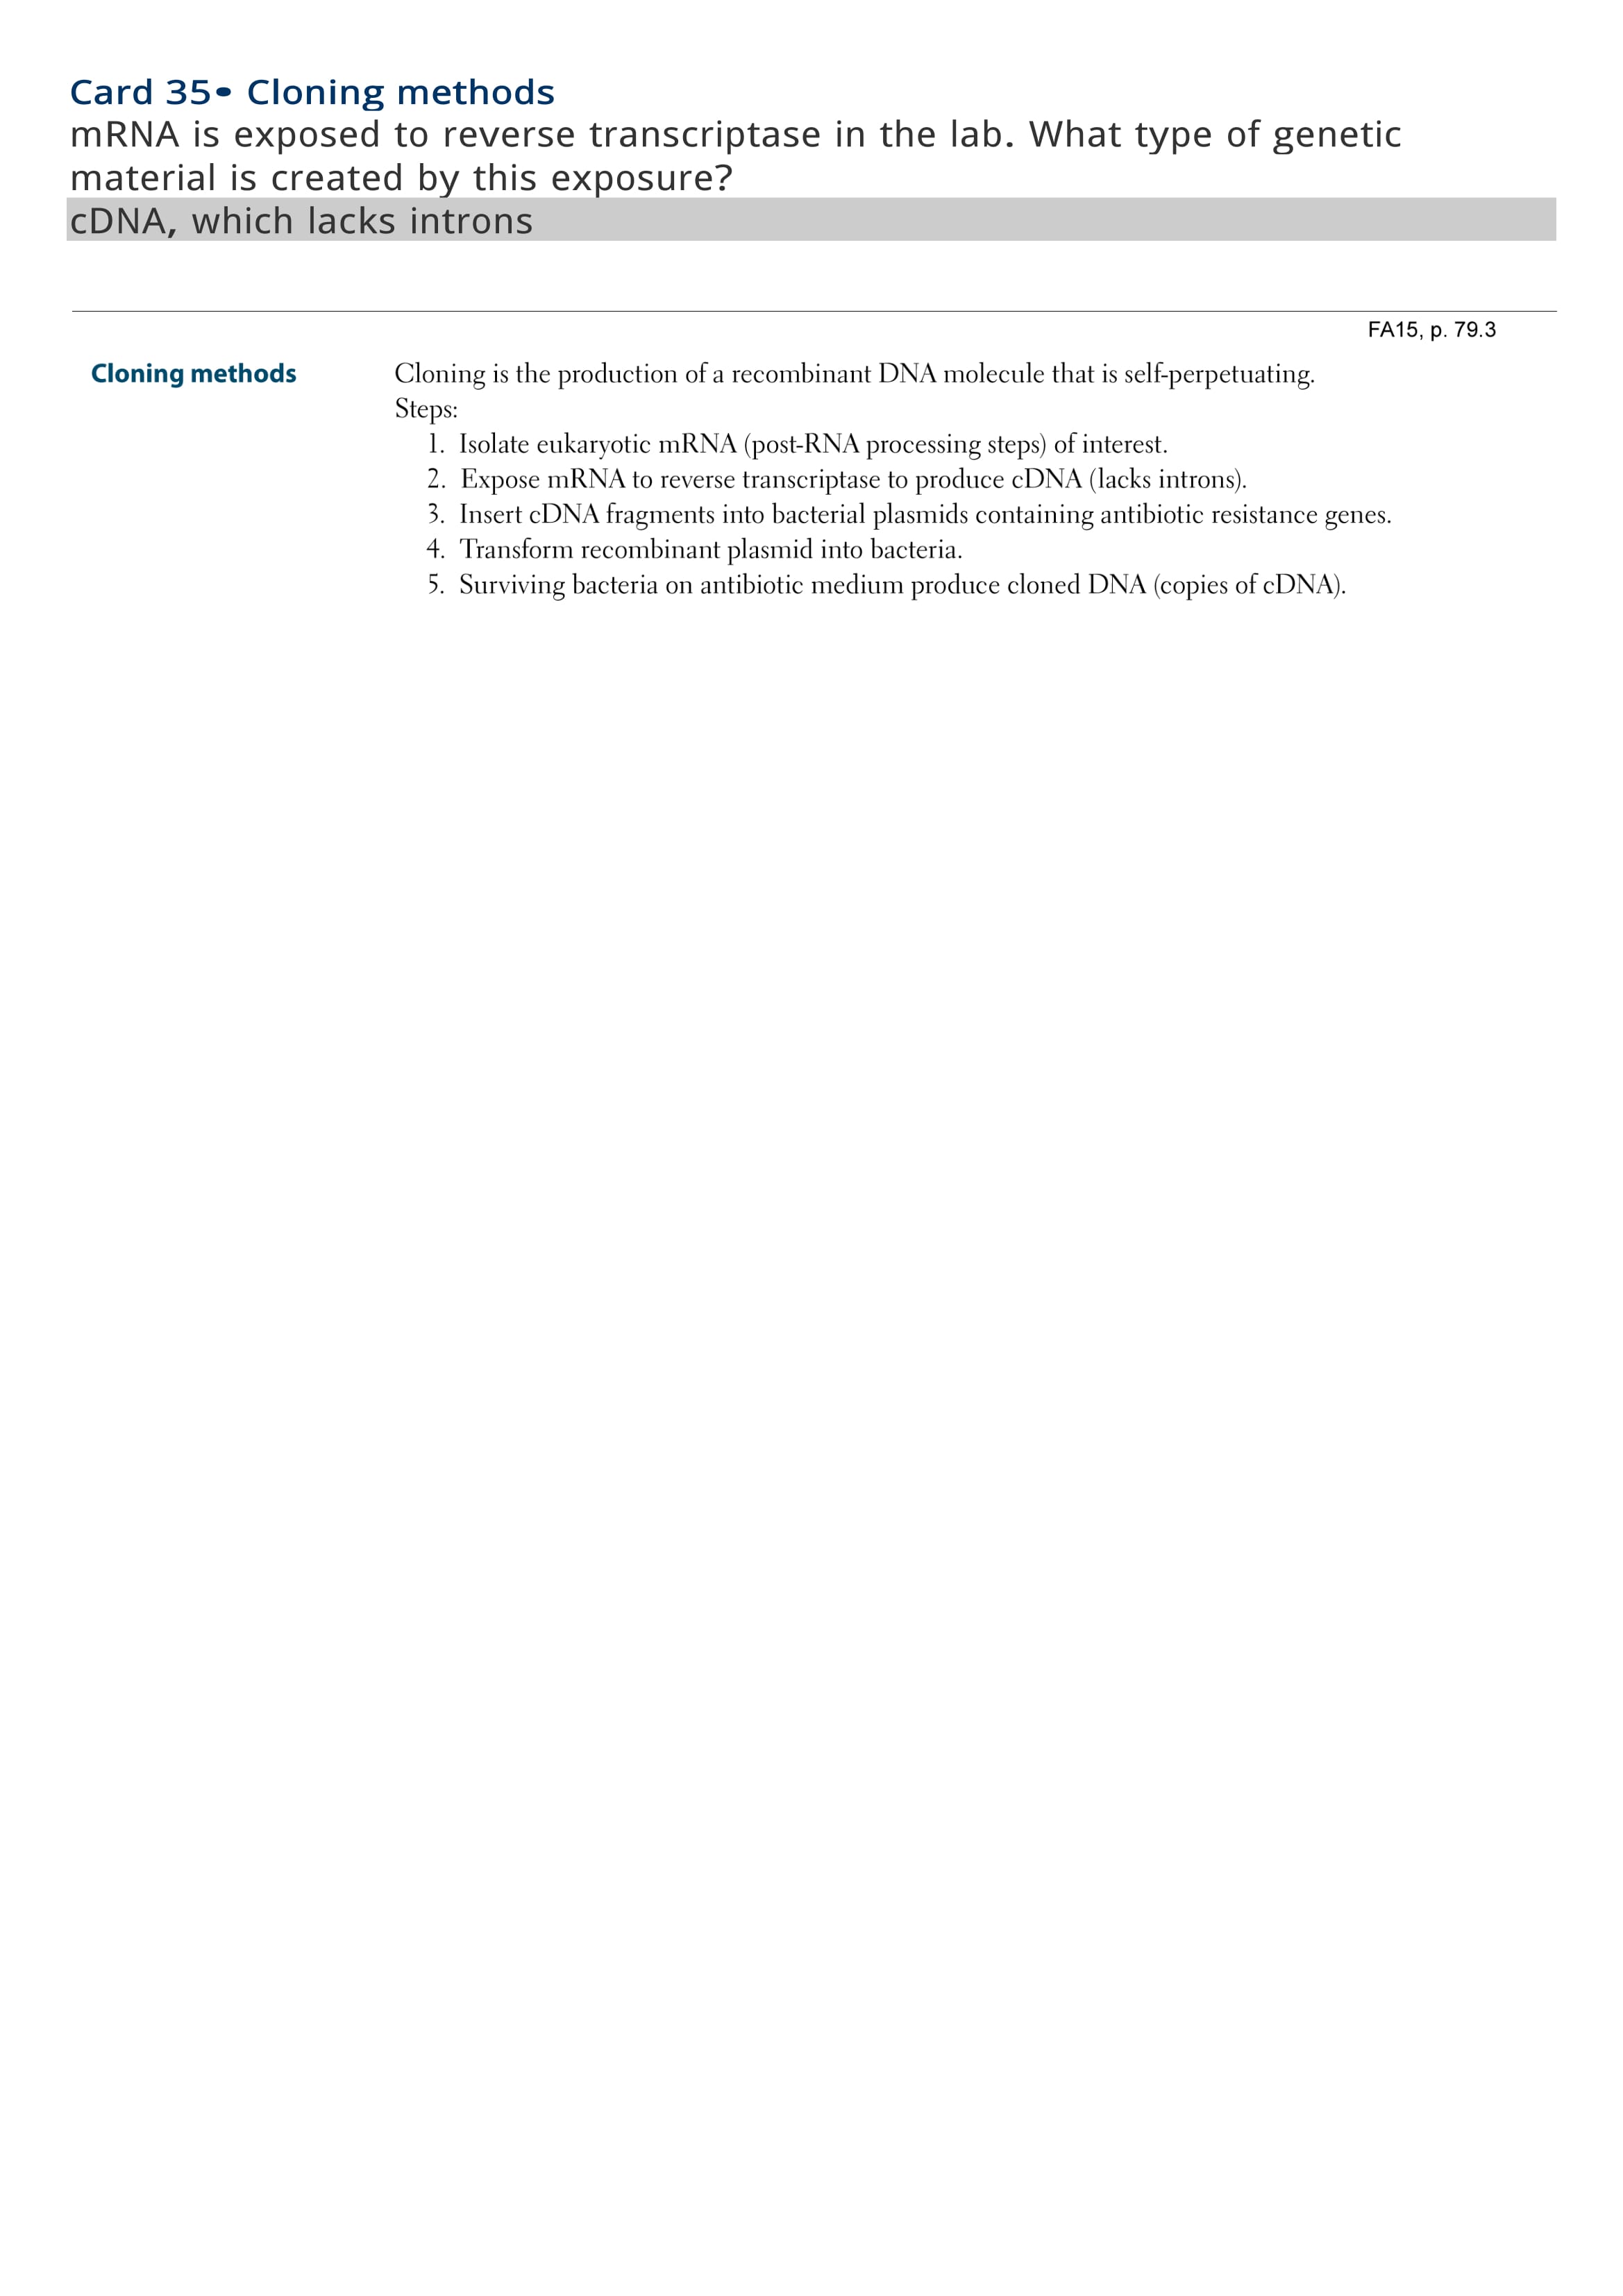 Card 35• Cloning methods
mRNA is exposed to reverse transcriptase in the lab. What type of genetic
material is created by this exposure?
cDNA, which lacks introns
FA15, p. 79.3
Cloning methods
Cloning is the production of a recombinant DNA molecule that is self-perpetuating.
Steps:
1. Isolate eukaryotic mRNA (post-RNA processing steps) of interest.
2. Expose mRNA to reverse transcriptase to produce cDNA (lacks introns).
3. Insert cDNA fragments into bacterial plasmids containing antibiotic resistance genes.
4. Transform recombinant plasmid into bacteria.
5. Surviving bacteria on antibiotic medium produce cloned DNA (copies of cDNA).